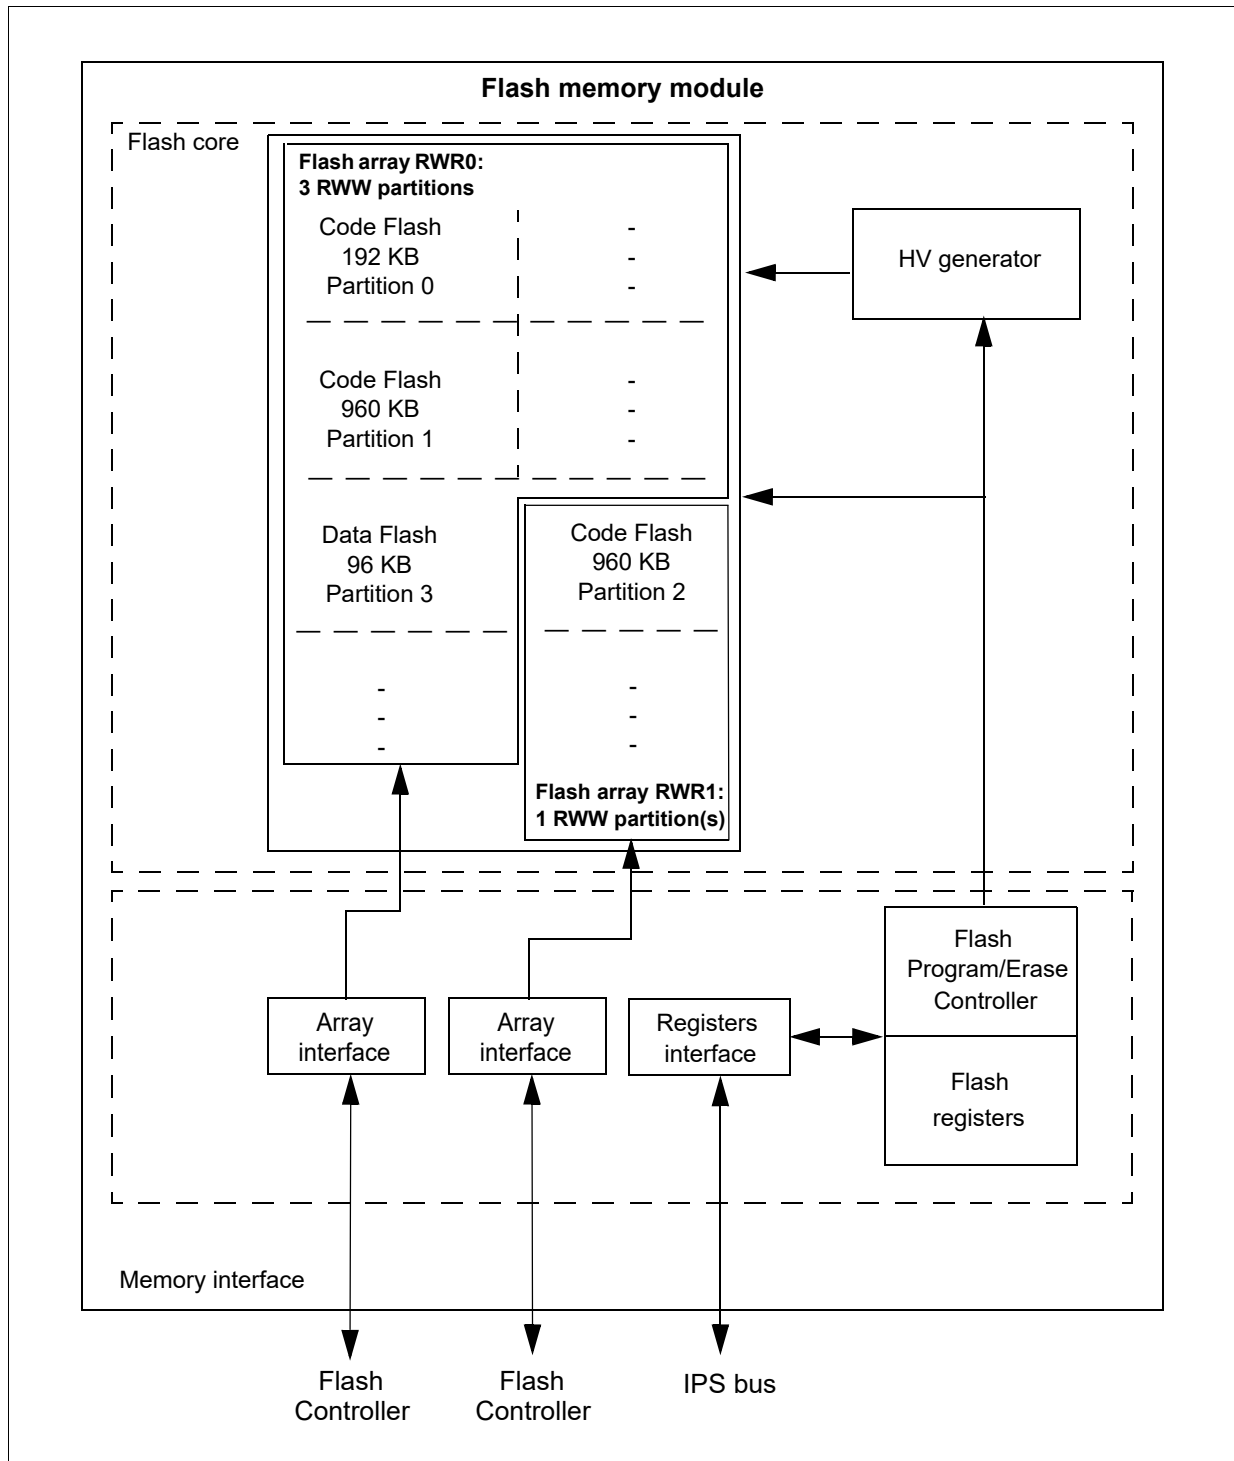 Flash memory module
Flash core
Flash array RWR0:
3 RWW partitions
Code Flash
192 KB
Partition 0
-
-
-
HV generator
Code Flash
960 KB
Partition 1
-
-
-
Data Flash
96 KB
Partition 3
Code Flash
960 KB
Partition 2
-
-
-
-
-
-
Flash array RWR1:
1 RWW partition(s)
Flash
Program/Erase
Controller
Array
interface
Array
interface
Registers
interface
Flash
registers
Memory interface
Flash
Controller
Flash
Controller
IPS bus